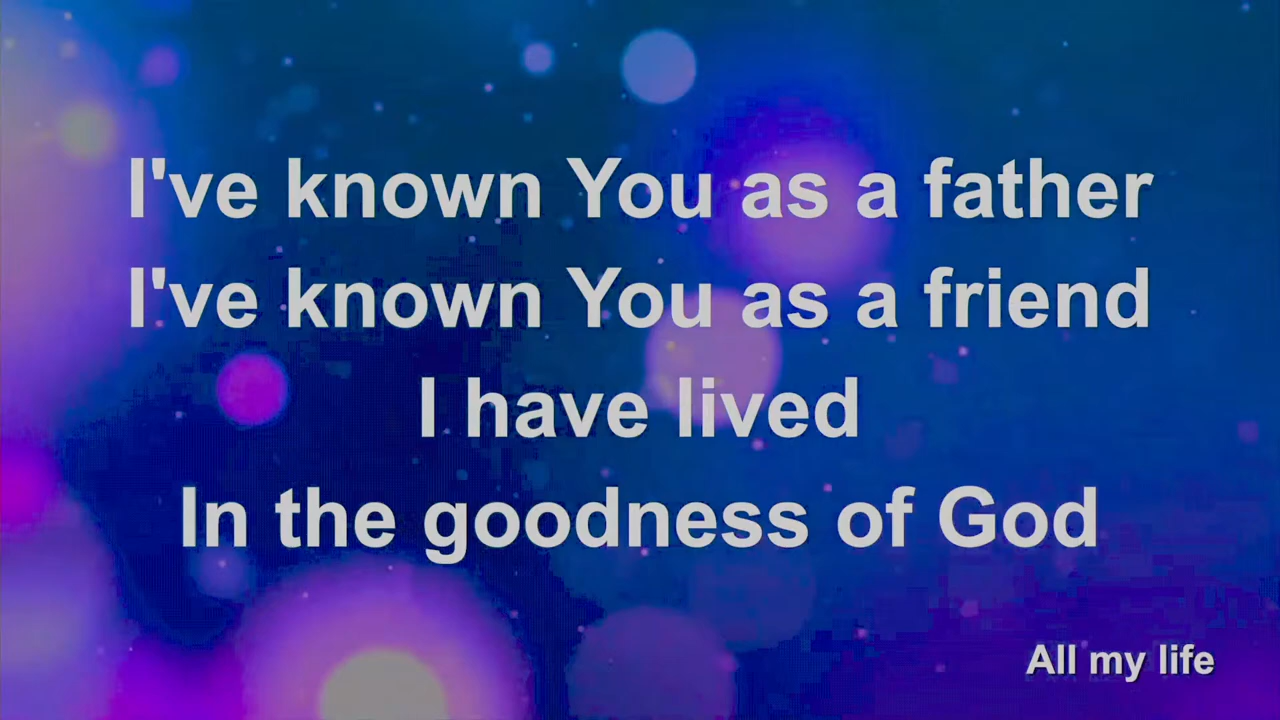 I've known You as a father
I've known You as a friend
I have lived
In the goodness of God
All my life